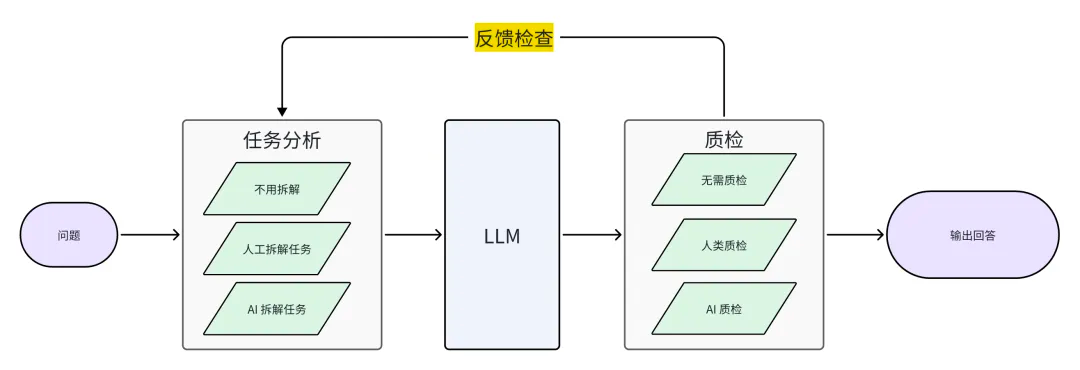 反馈检查
问题
任务分析
不用拆解
人工拆解任务
AI 拆解任务
LLM
质检
无需质检
人类质检
AI 质检
输出回答